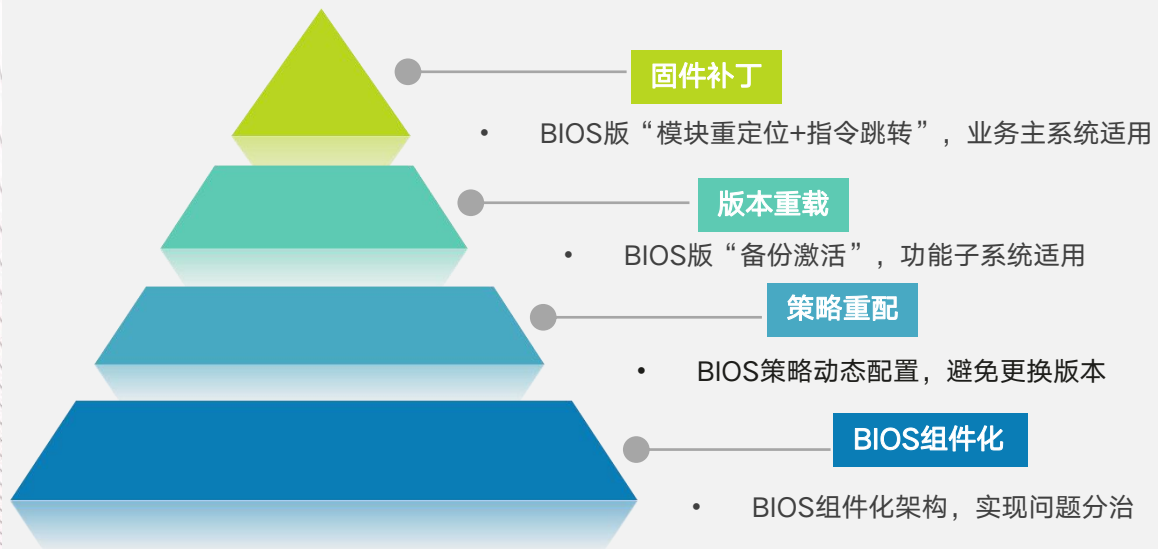 固件补丁
• BIOS版“模块重定位+指令跳转”，业务主系统适用
版本重载
• BIOS版“备份激活”，功能子系统适用
策略重配
• BIOS策略动态配置，避免更换版本
BIOS组件化
• BIOS组件化架构，实现问题分治